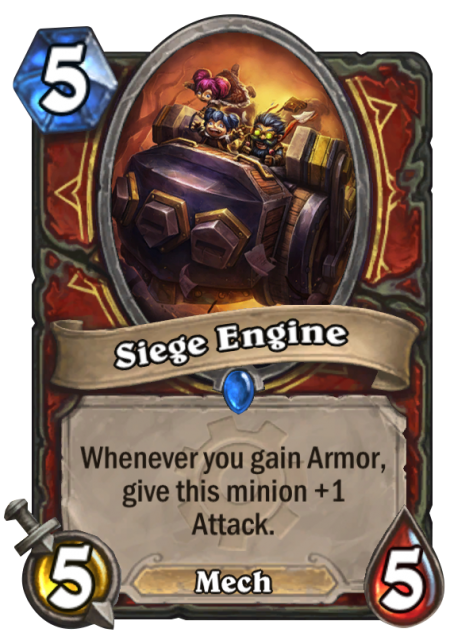 5
Siege Engine
Whenever you gain Armor,
give this minion +1
Attack.
5
Mech
5